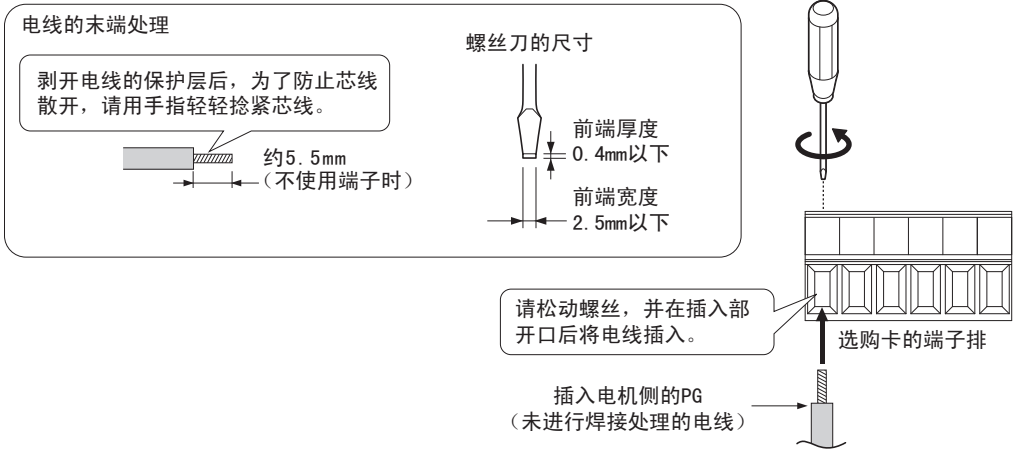 电线的末端处理
剥开电线的保护层后，为了防止芯线
散开，请用手指轻轻捻紧芯线。
约5.5mm
（不使用端子时）
螺丝刀的尺寸
前端厚度
0.4mm以下
前端宽度
2.5mm以下
请松动螺丝，并在插入部
开口后将电线插入。
选购卡的端子排
插入电机侧的PG
（未进行焊接处理的电线）